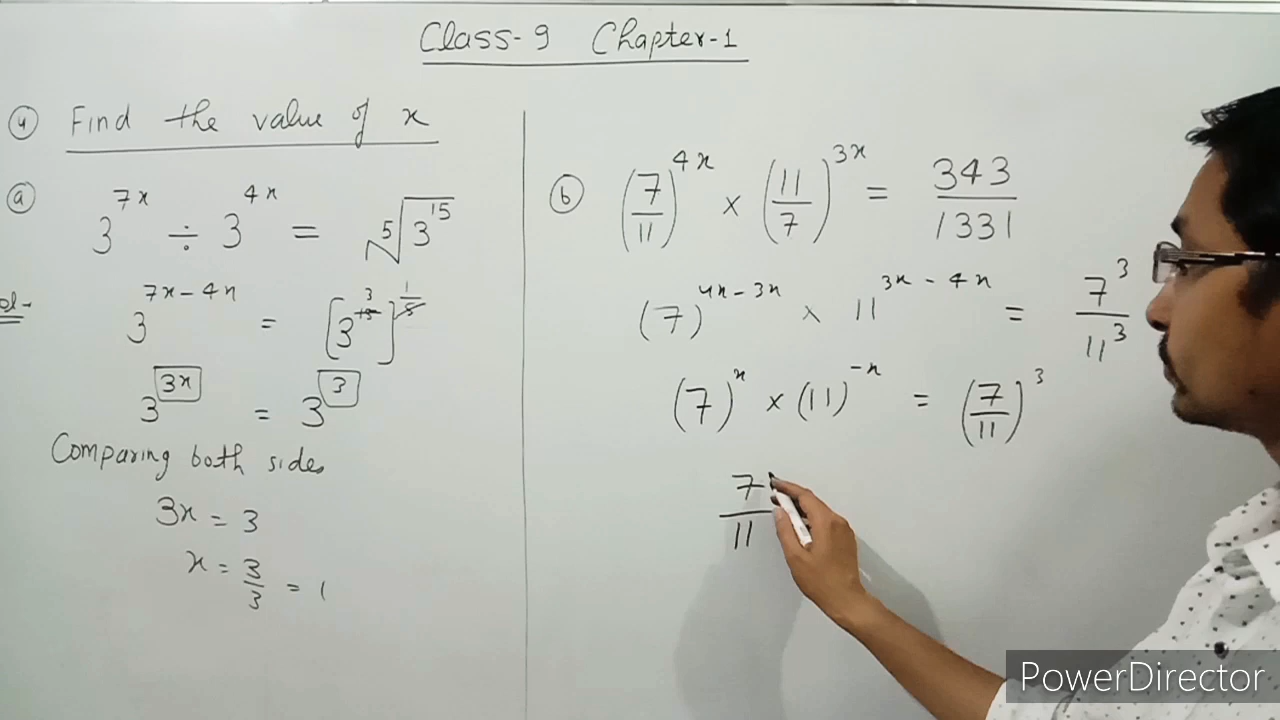 Class-9 Chapter-1
④ Find the value of x
ⓐ 3^{7x} ÷ 3^{4x} = ⁵√(3^{15})
3^{7x-4x} = [3^{15 3}]^{1/5}
3^{3x} = 3^{3}
Comparing both sides
3x = 3
x = 3/3 = 1
ⓑ (7/11)^{4x} × (11/7)^{3x} = 343/1331
(7)^{4x-3x} × 11^{3x-4x} = 7^3/11^3
(7)^x × (11)^{-x} = (7/11)^3
7/11
PowerDirector